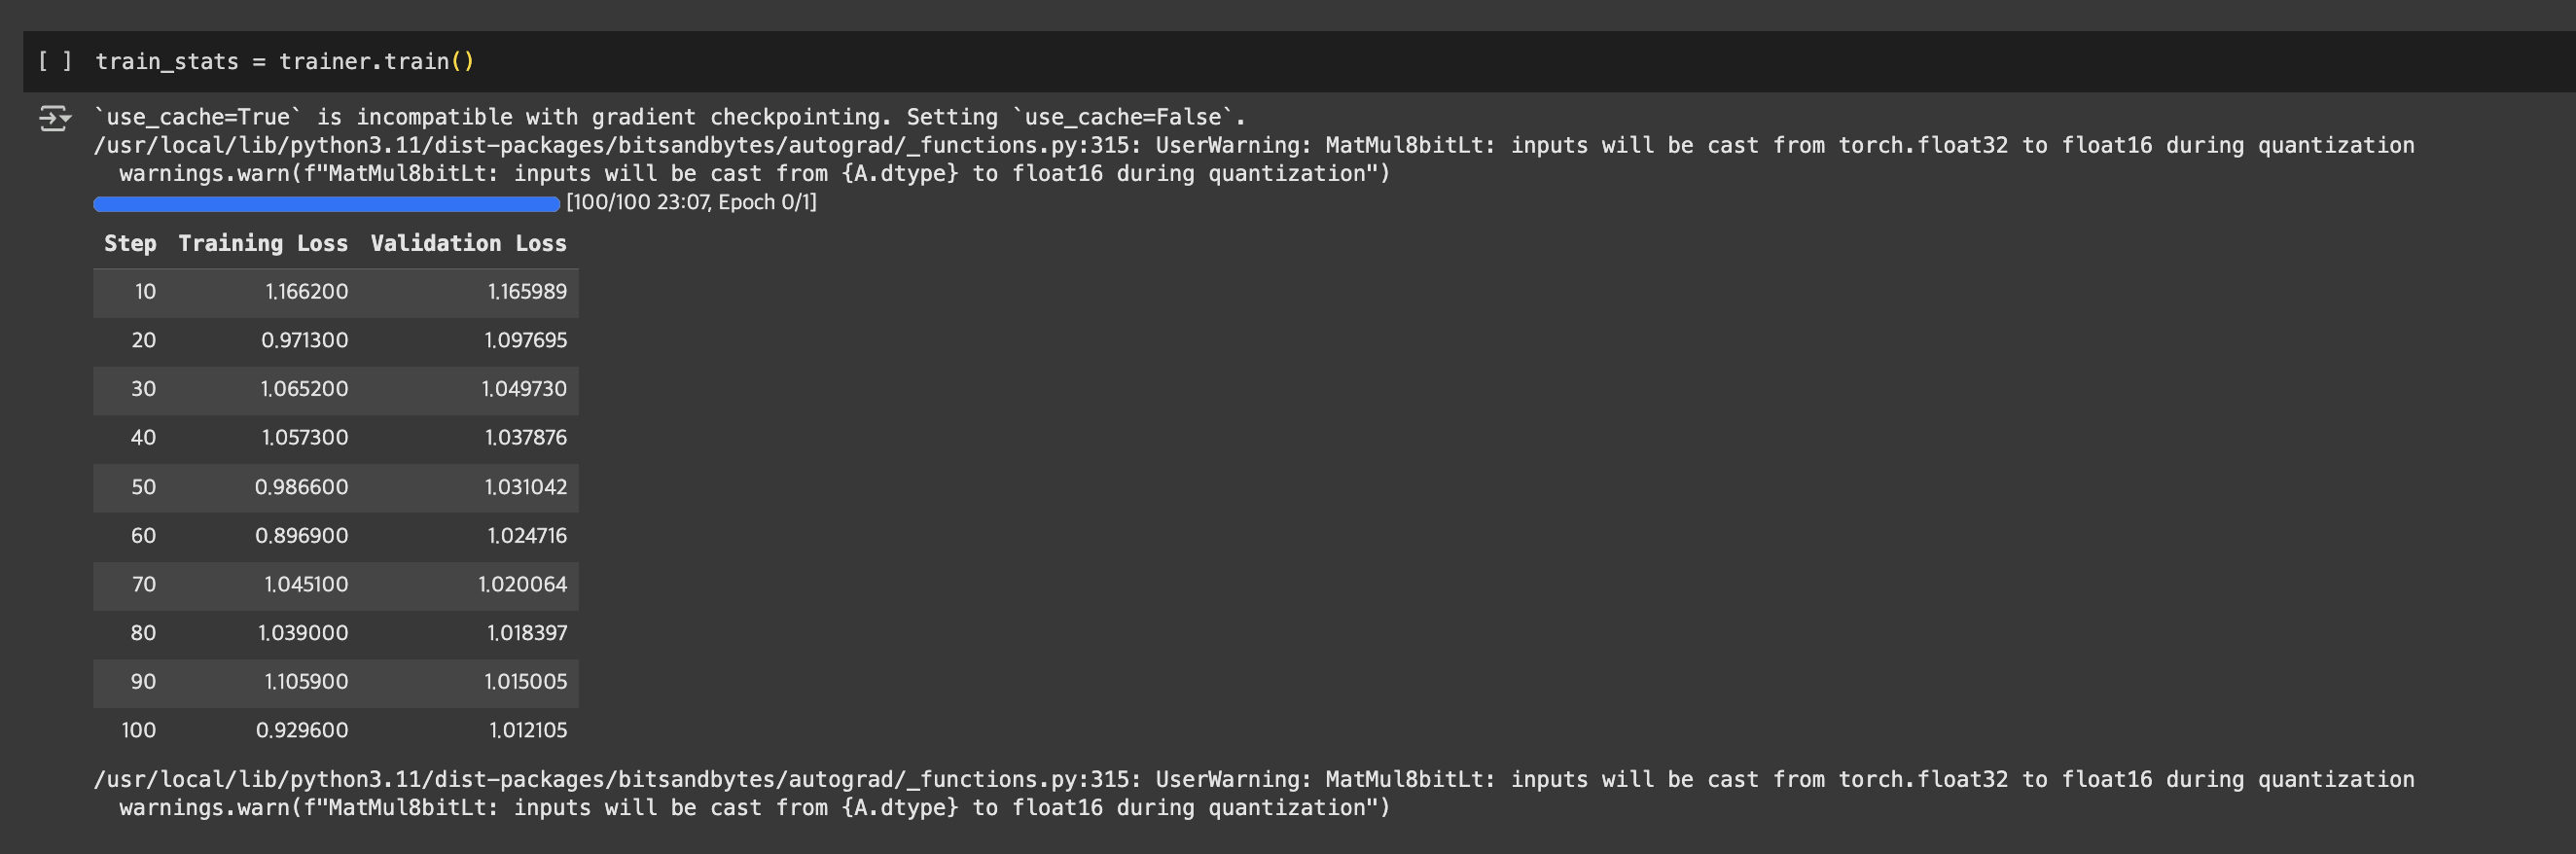 [ ] train_stats = trainer.train()
`use_cache=True` is incompatible with gradient checkpointing. Setting `use_cache=False`.
/usr/local/lib/python3.11/dist-packages/bitsandbytes/autograd/_functions.py:315: UserWarning: MatMul8bitLt: inputs will be cast from torch.float32 to float16 during quantization
  warnings.warn(f"MatMul8bitLt: inputs will be cast from {A.dtype} to float16 during quantization")
[100/100 23:07, Epoch 0/1]
Step Training Loss Validation Loss
10 1.166200 1.165989
20 0.971300 1.097695
30 1.065200 1.049730
40 1.057300 1.037876
50 0.986600 1.031042
60 0.896900 1.024716
70 1.045100 1.020064
80 1.039000 1.018397
90 1.105900 1.015005
100 0.929600 1.012105
/usr/local/lib/python3.11/dist-packages/bitsandbytes/autograd/_functions.py:315: UserWarning: MatMul8bitLt: inputs will be cast from torch.float32 to float16 during quantization
  warnings.warn(f"MatMul8bitLt: inputs will be cast from {A.dtype} to float16 during quantization")